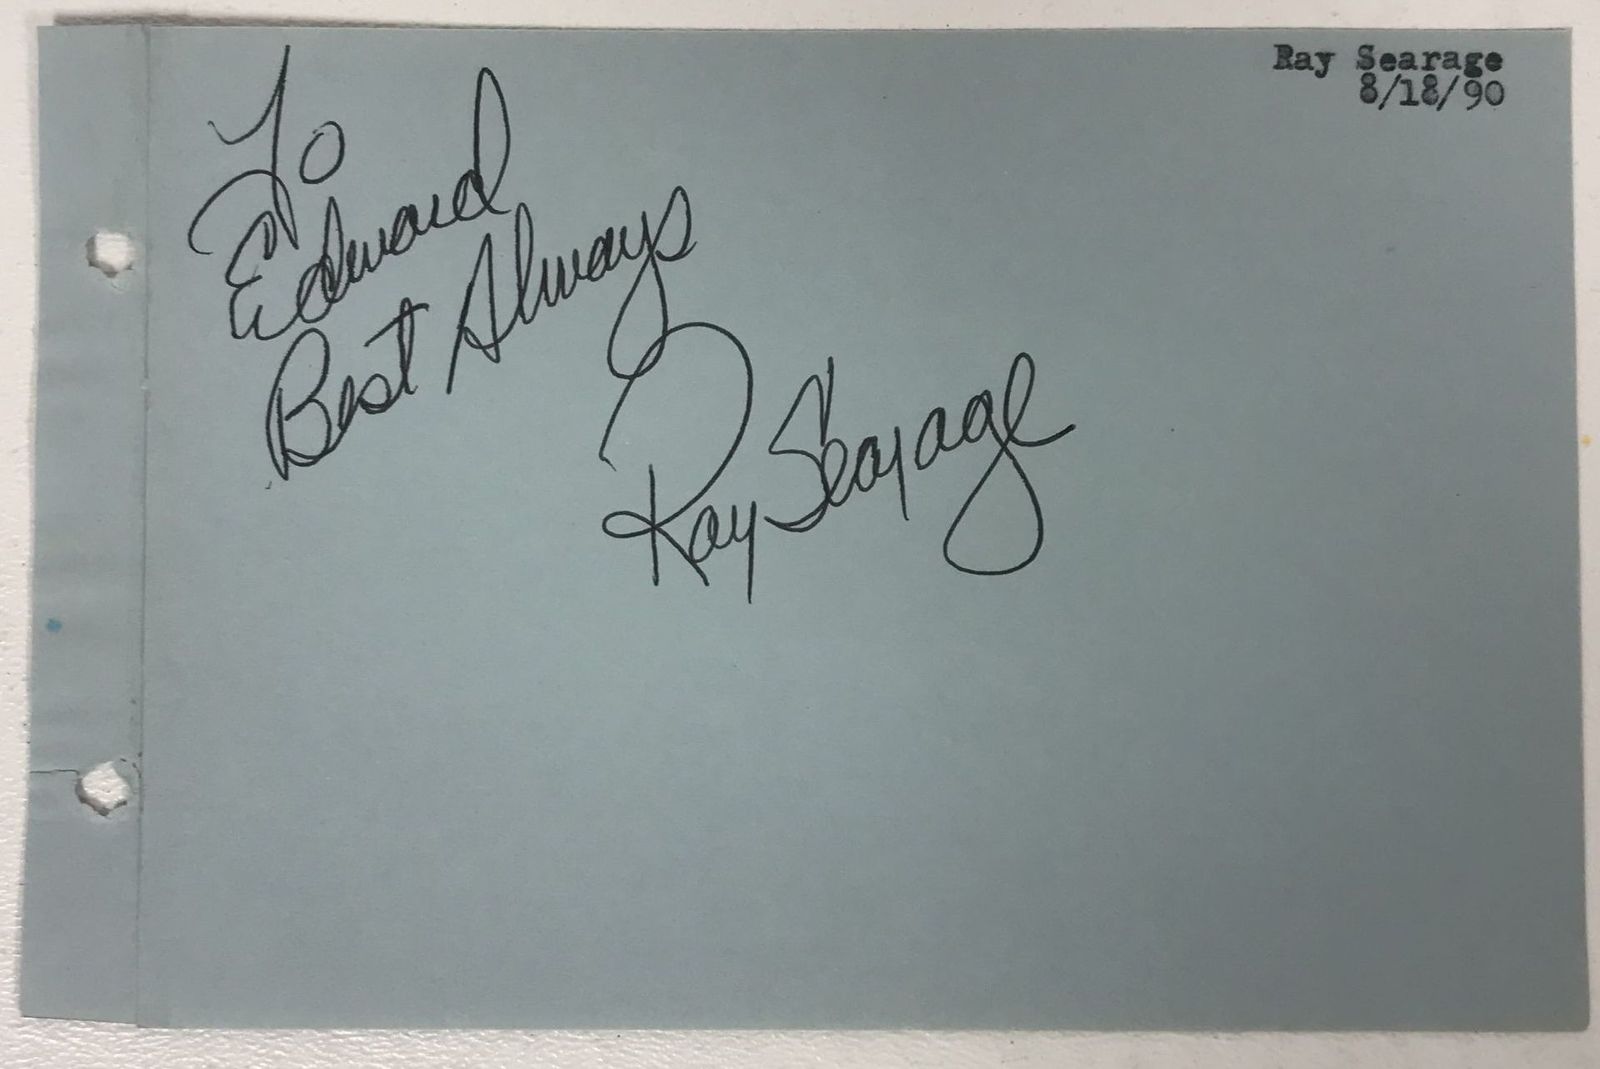 Ray Searage
8/18/90
To
Edward
Best Always
Ray Searage